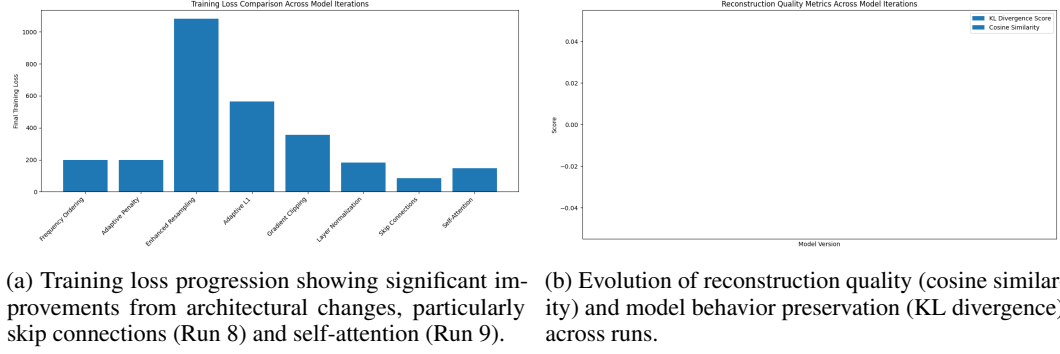 Training Loss Comparison Across Model Iterations
1000
800
600
400
200
0
Final Training Loss
Frequency Ordering
Adaptive Penalty
Enhanced Resampling
Adaptive L1
Gradient Clipping
Layer Normalization
Skip Connections
Self-Attention
Reconstruction Quality Metrics Across Model Iterations
KL Divergence Score
Cosine Similarity
0.04
0.02
0.00
−0.02
−0.04
Score
Model Version
(a) Training loss progression showing significant im-
provements from architectural changes, particularly
skip connections (Run 8) and self-attention (Run 9).
(b) Evolution of reconstruction quality (cosine similar-
ity) and model behavior preservation (KL divergence)
across runs.